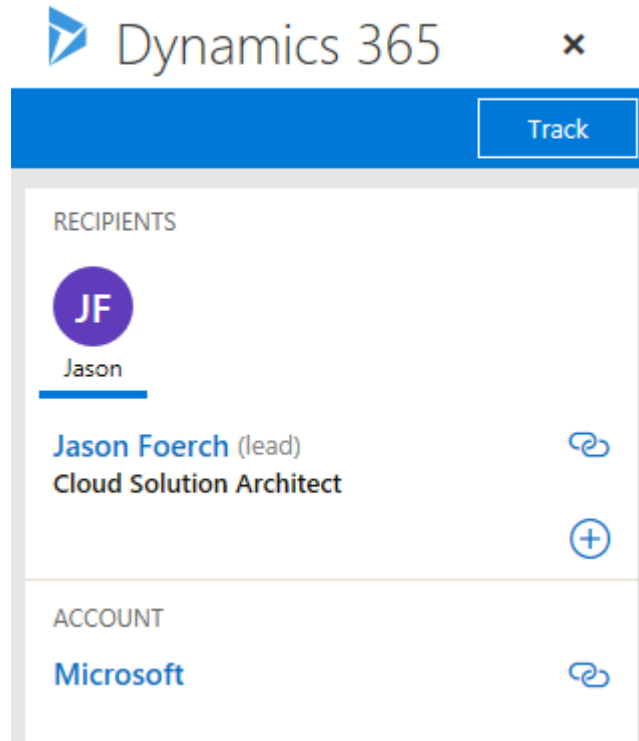 Dynamics 365
Track
RECIPIENTS
JF
Jason
Jason Foerch (lead)
Cloud Solution Architect
ACCOUNT
Microsoft